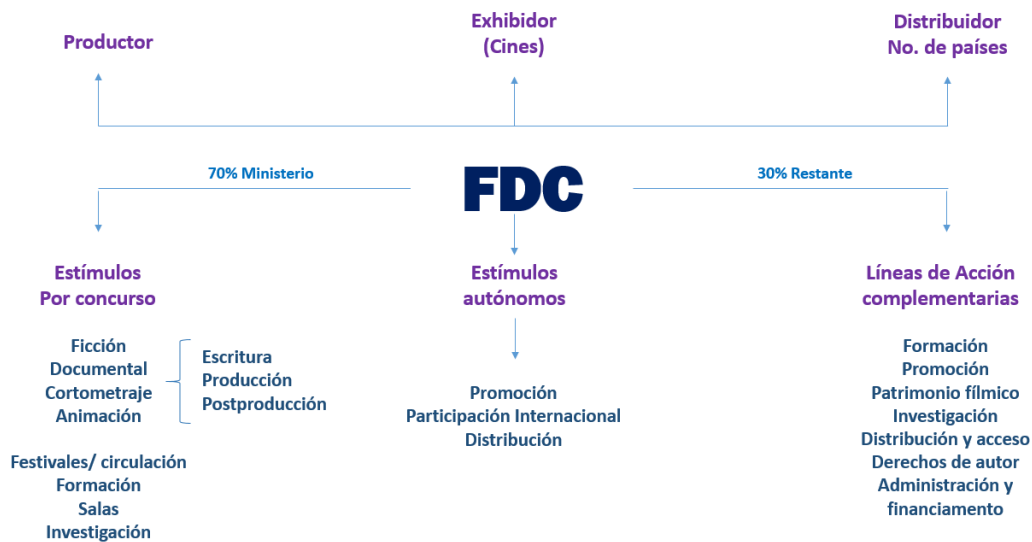 Productor
Exhibidor
(Cines)
Distribuidor
No. de países
70% Ministerio
FDC
30% Restante
Estímulos
Por concurso
Ficción
Documental
Cortometraje
Animación
Escritura
Producción
Postproducción
Festivales/ circulación
Formación
Salas
Investigación
Estímulos
autónomos
Promoción
Participación Internacional
Distribución
Líneas de Acción
complementarias
Formación
Promoción
Patrimonio fílmico
Investigación
Distribución y acceso
Derechos de autor
Administración y
financiamento